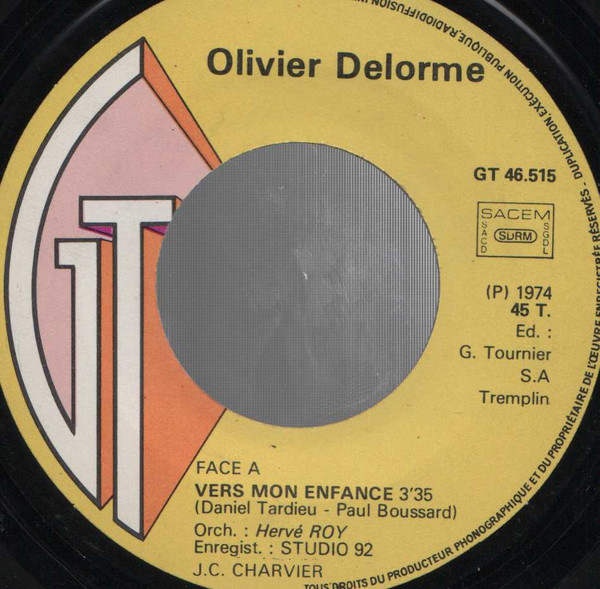 Olivier Delorme
GT
GT 46.515
SACEM
SACD
SDRM
SGDL
(P) 1974
45 T.
Ed. :
G. Tournier
S.A
Tremplin
FACE A
VERS MON ENFANCE 3'35
(Daniel Tardieu - Paul Boussard)
Orch. : Hervé ROY
Enregist. : STUDIO 92
J.C. CHARVIER
TOUS DROITS DU PRODUCTEUR PHONOGRAPHIQUE ET DU PROPRIÉTAIRE DE L'ŒUVRE ENREGISTRÉE RÉSERVÉS - DUPLICATION, EXÉCUTION PUBLIQUE, RADIODIFFUSION